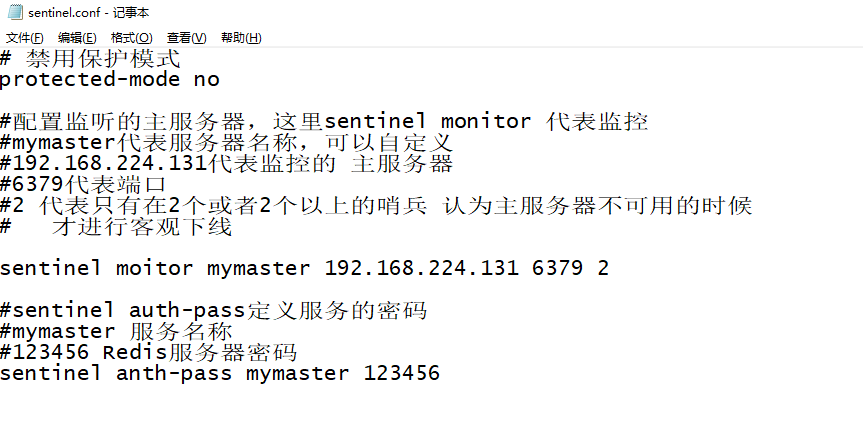 sentinel.conf - 记事本
文件(F) 编辑(E) 格式(O) 查看(V) 帮助(H)
# 禁用保护模式
protected-mode no
#配置监听的主服务器，这里sentinel monitor 代表监控
#mymaster代表服务器名称，可以自定义
#192.168.224.131代表监控的 主服务器
#6379代表端口
#2 代表只有在2个或者2个以上的哨兵 认为主服务器不可用的时候
#   才进行客观下线
sentinel moitor mymaster 192.168.224.131 6379 2
#sentinel auth-pass定义服务的密码
#mymaster 服务名称
#123456 Redis服务器密码
sentinel anth-pass mymaster 123456